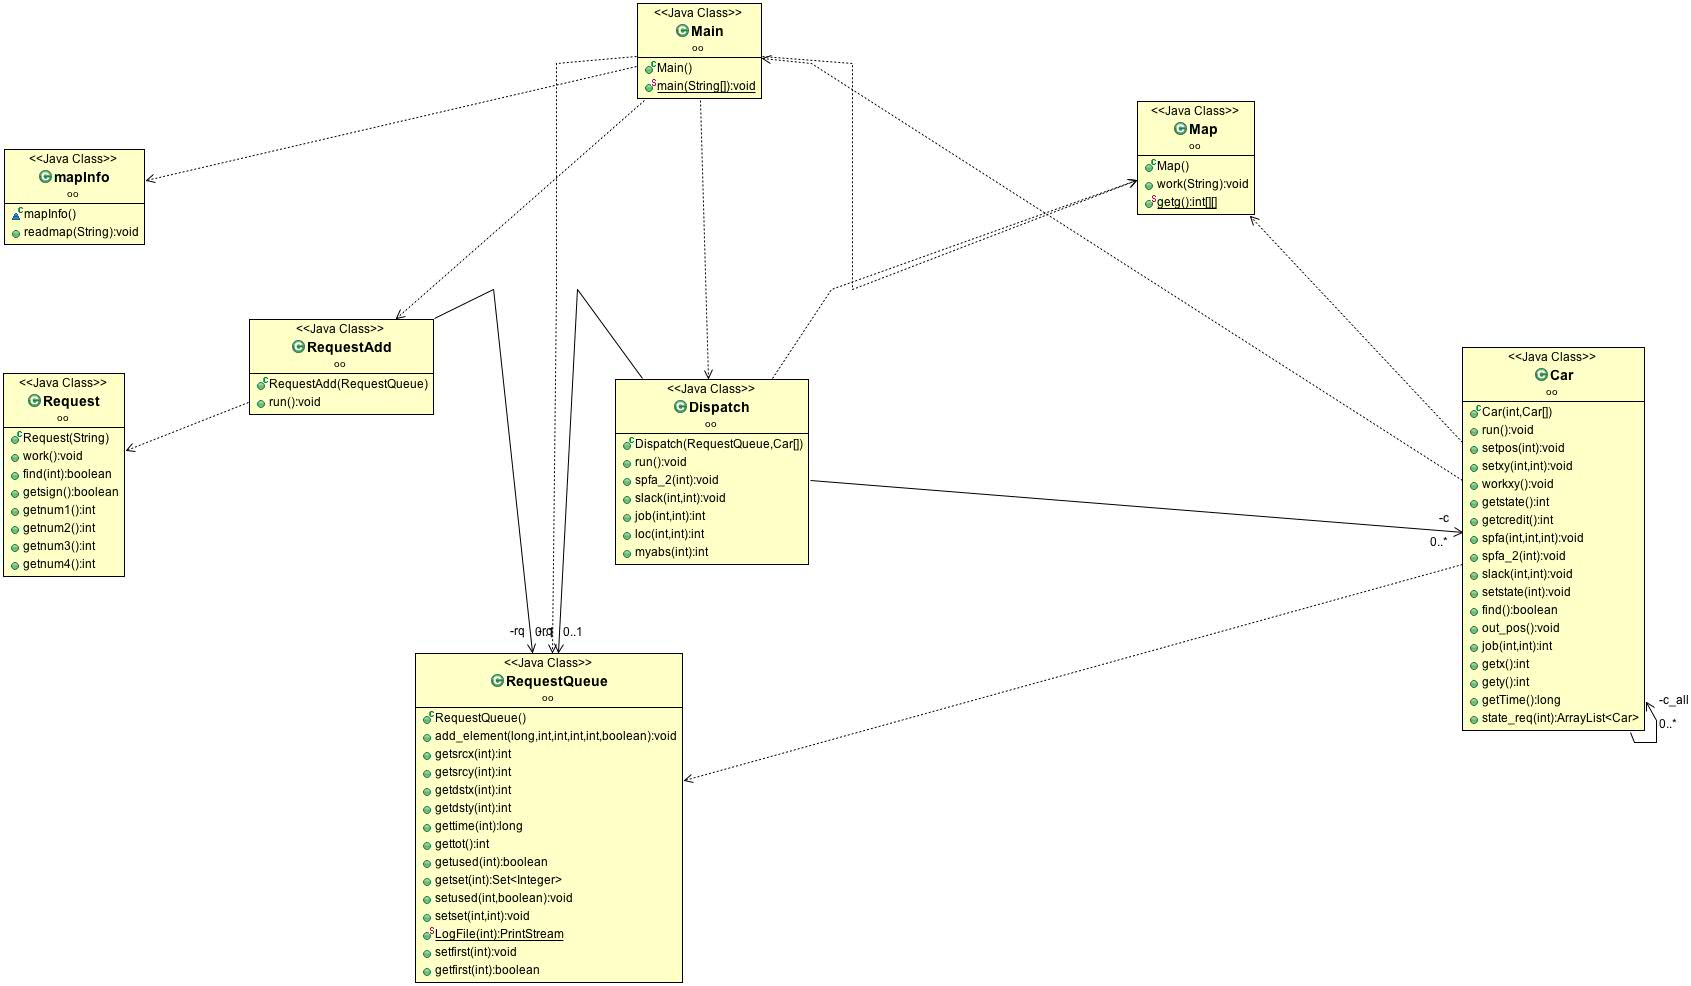 <<Java Class>>
Main
oo
Main()
main(String[]):void
<<Java Class>>
Map
oo
Map()
work(String):void
getg():int[][]
<<Java Class>>
mapInfo
oo
mapInfo()
readmap(String):void
<<Java Class>>
RequestAdd
oo
RequestAdd(RequestQueue)
run():void
<<Java Class>>
Request
oo
Request(String)
work():void
find(int):boolean
getsign():boolean
getnum1():int
getnum2():int
getnum3():int
getnum4():int
<<Java Class>>
Dispatch
oo
Dispatch(RequestQueue,Car[])
run():void
spfa_2(int):void
slack(int,int):void
job(int,int):int
loc(int,int):int
myabs(int):int
<<Java Class>>
Car
oo
Car(int,Car[])
run():void
setpos(int):void
setxy(int,int):void
workxy():void
getstate():int
getcredit():int
spfa(int,int,int):void
spfa_2(int):void
slack(int,int):void
setstate(int):void
find():boolean
out_pos():void
job(int,int):int
getx():int
gety():int
getTime():long
state_req(int):ArrayList<Car>
-c
0..*
-c_all
0..*
-rq
0..1
<<Java Class>>
RequestQueue
oo
RequestQueue()
add_element(long,int,int,int,int,boolean):void
getsrcx(int):int
getsrcy(int):int
getdstx(int):int
getdsty(int):int
gettime(int):long
gettot():int
getused(int):boolean
getset(int):Set<Integer>
setused(int,boolean):void
setset(int,int):void
LogFile(int):PrintStream
setfirst(int):void
getfirst(int):boolean